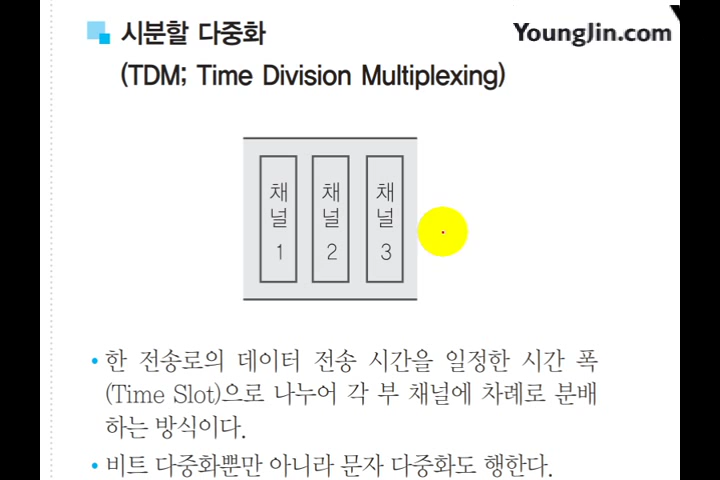 시분할 다중화
YoungJin.com
(TDM; Time Division Multiplexing)
채널 1
채널 2
채널 3
• 한 전송로의 데이터 전송 시간을 일정한 시간 폭
(Time Slot)으로 나누어 각 부 채널에 차례로 분배
하는 방식이다.
• 비트 다중화뿐만 아니라 문자 다중화도 행한다.